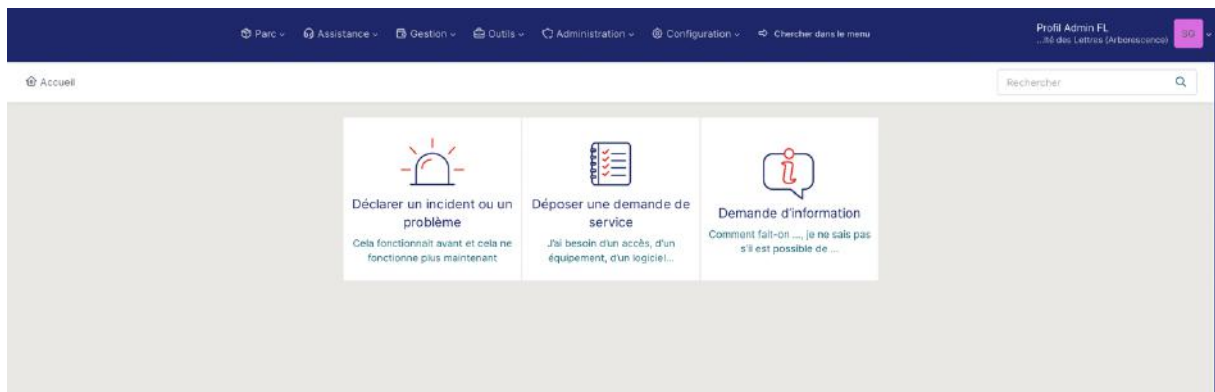 Parc Assistance Gestion Outils Administration Configuration Chercher dans le menu
Profil Admin FL
...lté des Lettres (Arborescence)
SG
Accueil
Rechercher
Déclarer un incident ou un
problème
Cela fonctionnait avant et cela ne
fonctionne plus maintenant
Déposer une demande de
service
J'ai besoin d'un accès, d'un
équipement, d'un logiciel...
Demande d'information
Comment fait-on ..., je ne sais pas
s'il est possible de ...